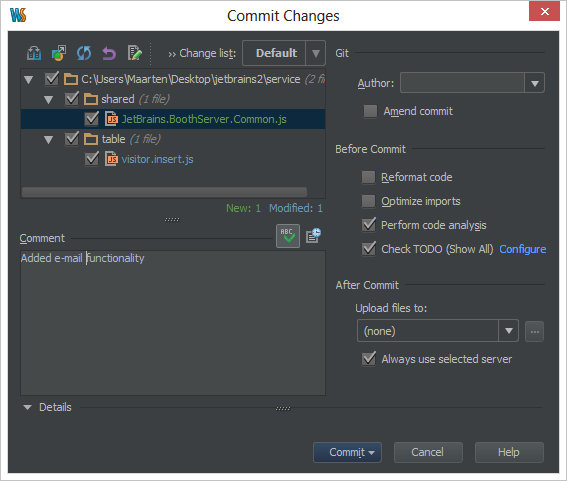 WS
Commit Changes
›› Change list: Default
C:\Users\Maarten\Desktop\jetbrains2\service (2 fi
shared (1 file)
JetBrains.BoothServer.Common.js
table (1 file)
visitor.insert.js
New: 1 Modified: 1
Comment
ABC
Added e-mail functionality
Details
Git
Author:
Amend commit
Before Commit
Reformat code
Optimize imports
Perform code analysis
Check TODO (Show All) Configure
After Commit
Upload files to:
(none)
...
Always use selected server
Commit
Cancel
Help